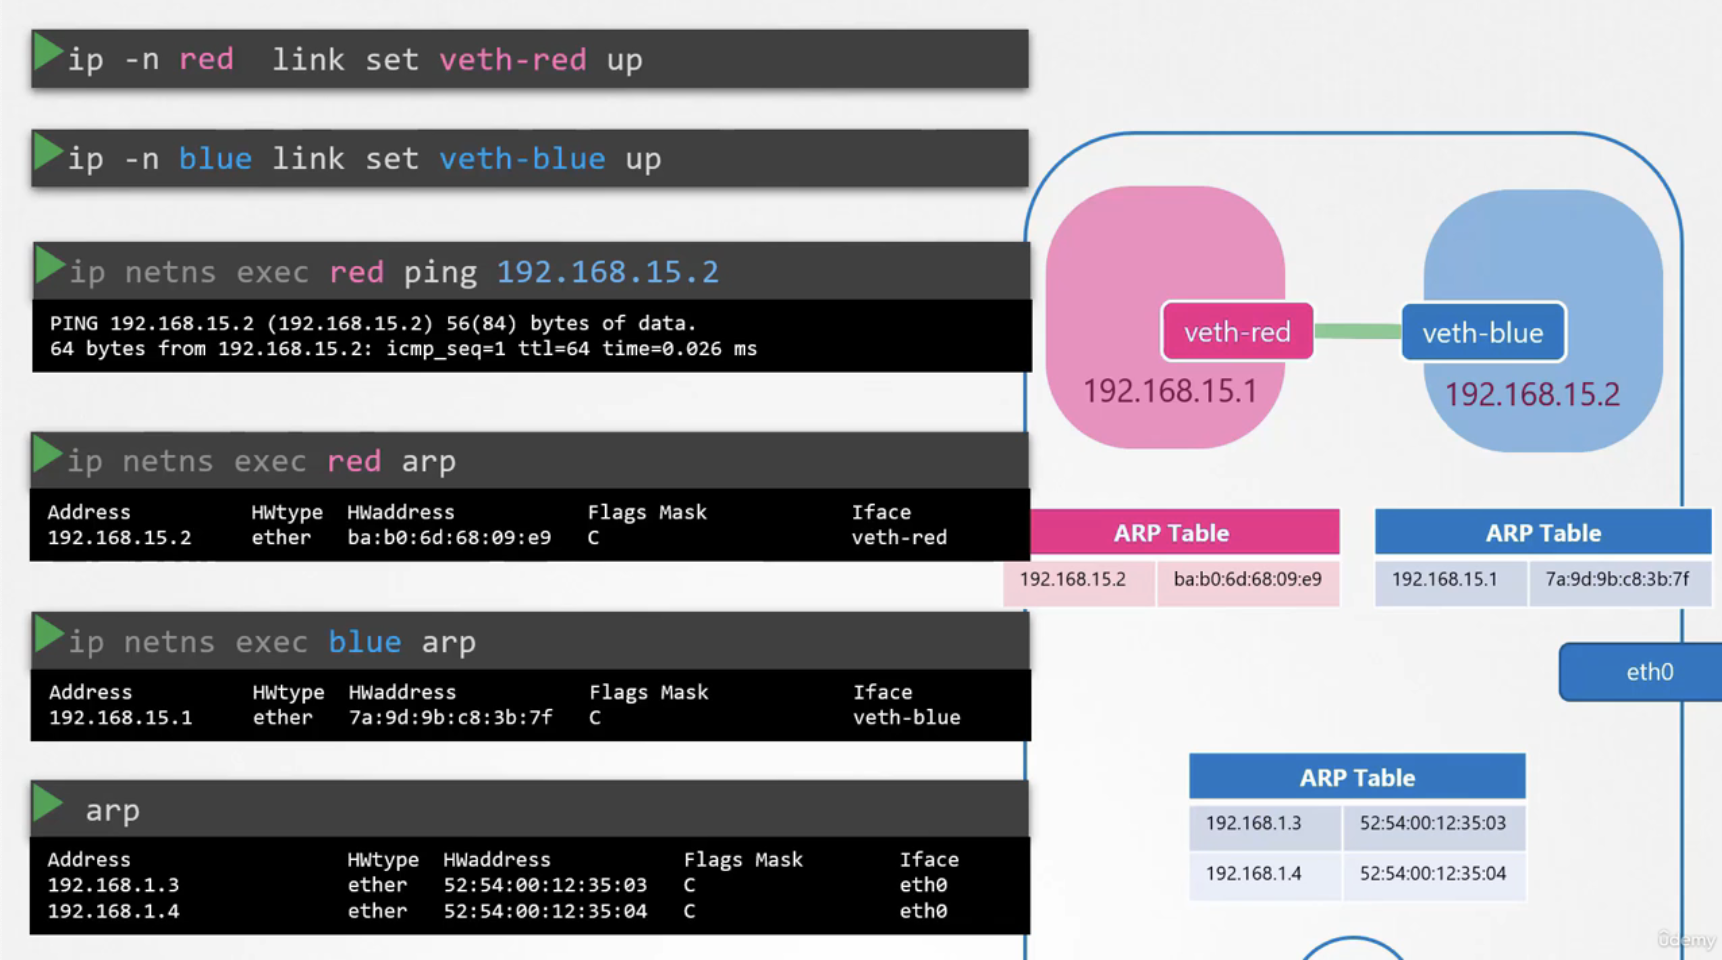 ip -n red link set veth-red up
ip -n blue link set veth-blue up
ip netns exec red ping 192.168.15.2
PING 192.168.15.2 (192.168.15.2) 56(84) bytes of data.
64 bytes from 192.168.15.2: icmp_seq=1 ttl=64 time=0.026 ms
veth-red
veth-blue
192.168.15.1
192.168.15.2
ip netns exec red arp
Address HWtype HWaddress Flags Mask Iface
192.168.15.2 ether ba:b0:6d:68:09:e9 C veth-red
ARP Table
192.168.15.2 ba:b0:6d:68:09:e9
ARP Table
192.168.15.1 7a:9d:9b:c8:3b:7f
ip netns exec blue arp
Address HWtype HWaddress Flags Mask Iface
192.168.15.1 ether 7a:9d:9b:c8:3b:7f C veth-blue
eth0
arp
Address HWtype HWaddress Flags Mask Iface
192.168.1.3 ether 52:54:00:12:35:03 C eth0
192.168.1.4 ether 52:54:00:12:35:04 C eth0
ARP Table
192.168.1.3 52:54:00:12:35:03
192.168.1.4 52:54:00:12:35:04
ûdemy